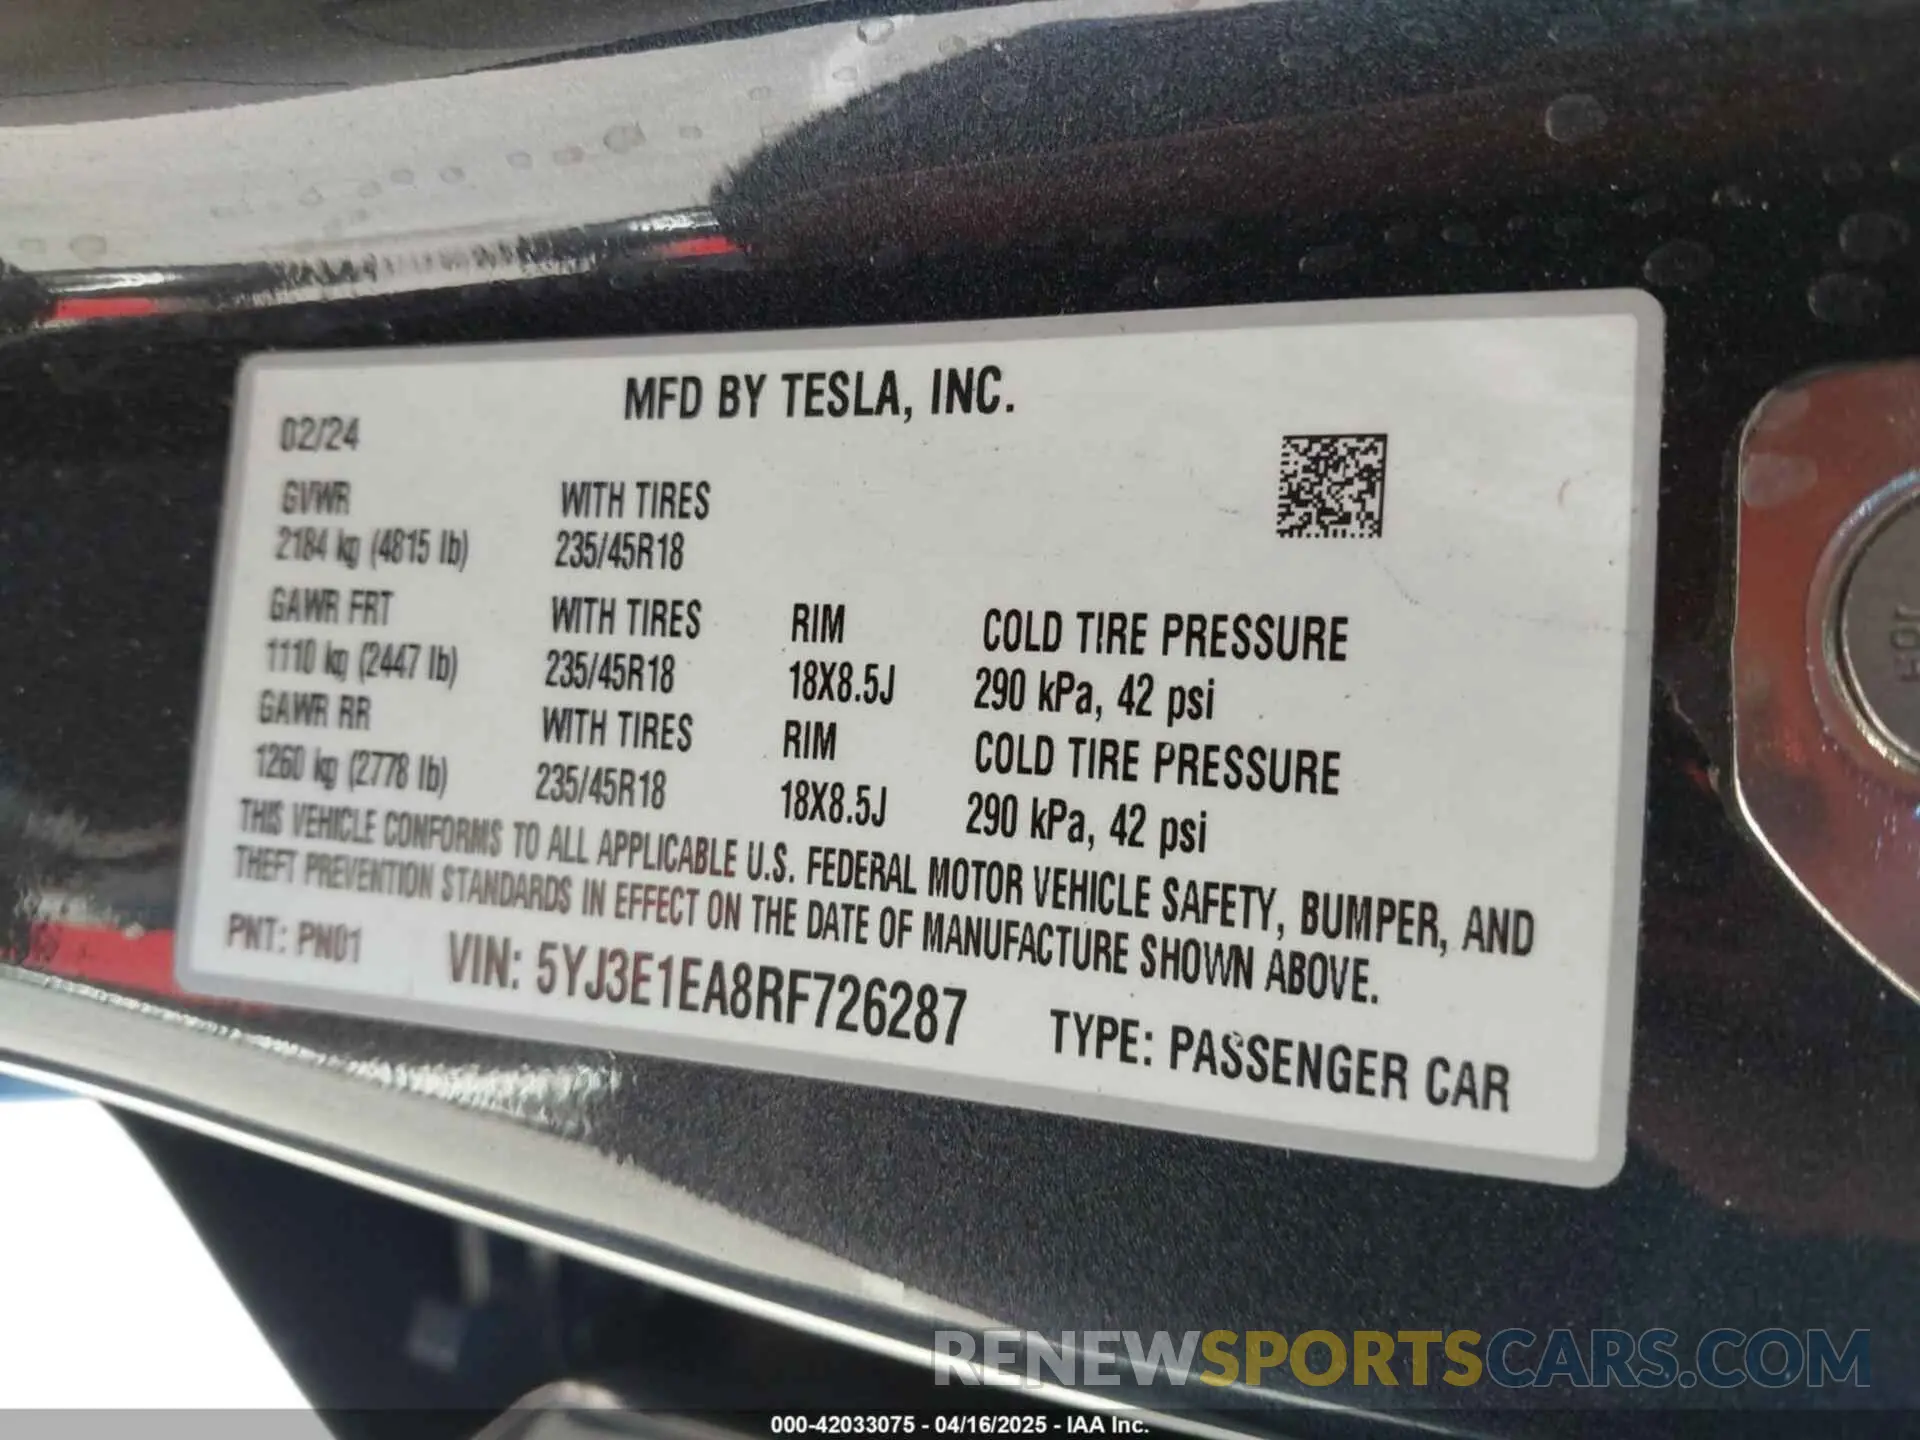 MFD BY TESLA, INC.
02/24
GVWR WITH TIRES
2184 kg (4815 lb) 235/45R18
GAWR FRT WITH TIRES RIM COLD TIRE PRESSURE
1110 kg (2447 lb) 235/45R18 18X8.5J 290 kPa, 42 psi
GAWR RR WITH TIRES RIM COLD TIRE PRESSURE
1260 kg (2778 lb) 235/45R18 18X8.5J 290 kPa, 42 psi
THIS VEHICLE CONFORMS TO ALL APPLICABLE U.S. FEDERAL MOTOR VEHICLE SAFETY, BUMPER, AND
THEFT PREVENTION STANDARDS IN EFFECT ON THE DATE OF MANUFACTURE SHOWN ABOVE.
PNT: PN01 VIN: 5YJ3E1EA8RF726287 TYPE: PASSENGER CAR
RENEWSPORTSCARS.COM
000-42033075 - 04/16/2025 - IAA Inc.